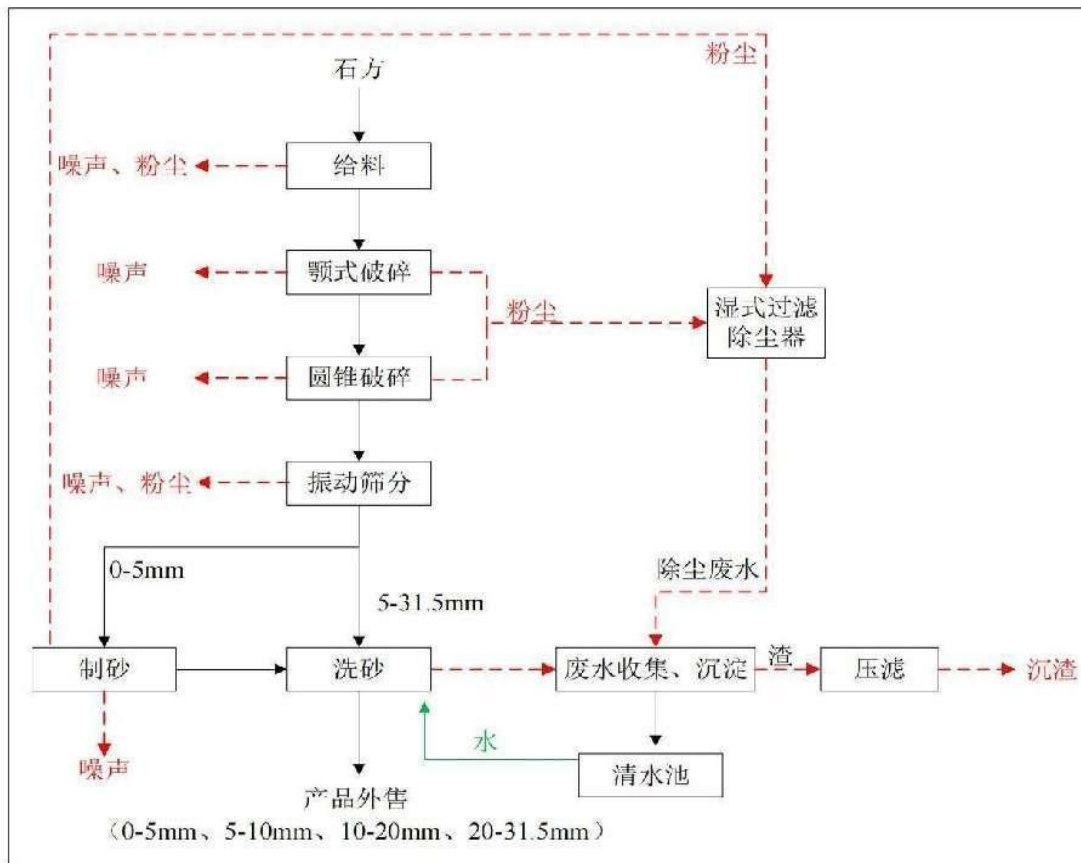 粉尘
石方
噪声、粉尘
给料
噪声
颚式破碎
粉尘
湿式过滤
除尘器
噪声
圆锥破碎
噪声、粉尘
振动筛分
0-5mm
除尘废水
5-31.5mm
制砂
洗砂
废水收集、沉淀
渣
压滤
沉渣
水
噪声
清水池
产品外售
（0-5mm、5-10mm、10-20mm、20-31.5mm）